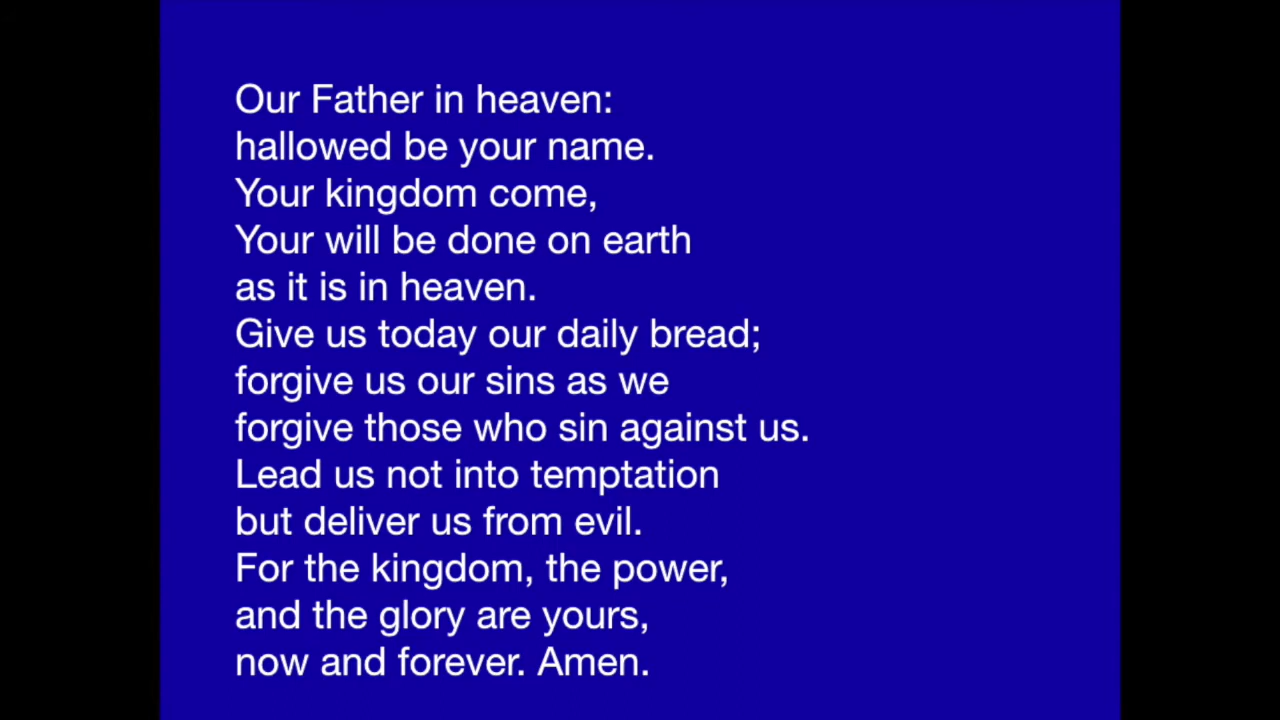 Our Father in heaven:
hallowed be your name.
Your kingdom come,
Your will be done on earth
as it is in heaven.
Give us today our daily bread;
forgive us our sins as we
forgive those who sin against us.
Lead us not into temptation
but deliver us from evil.
For the kingdom, the power,
and the glory are yours,
now and forever. Amen.